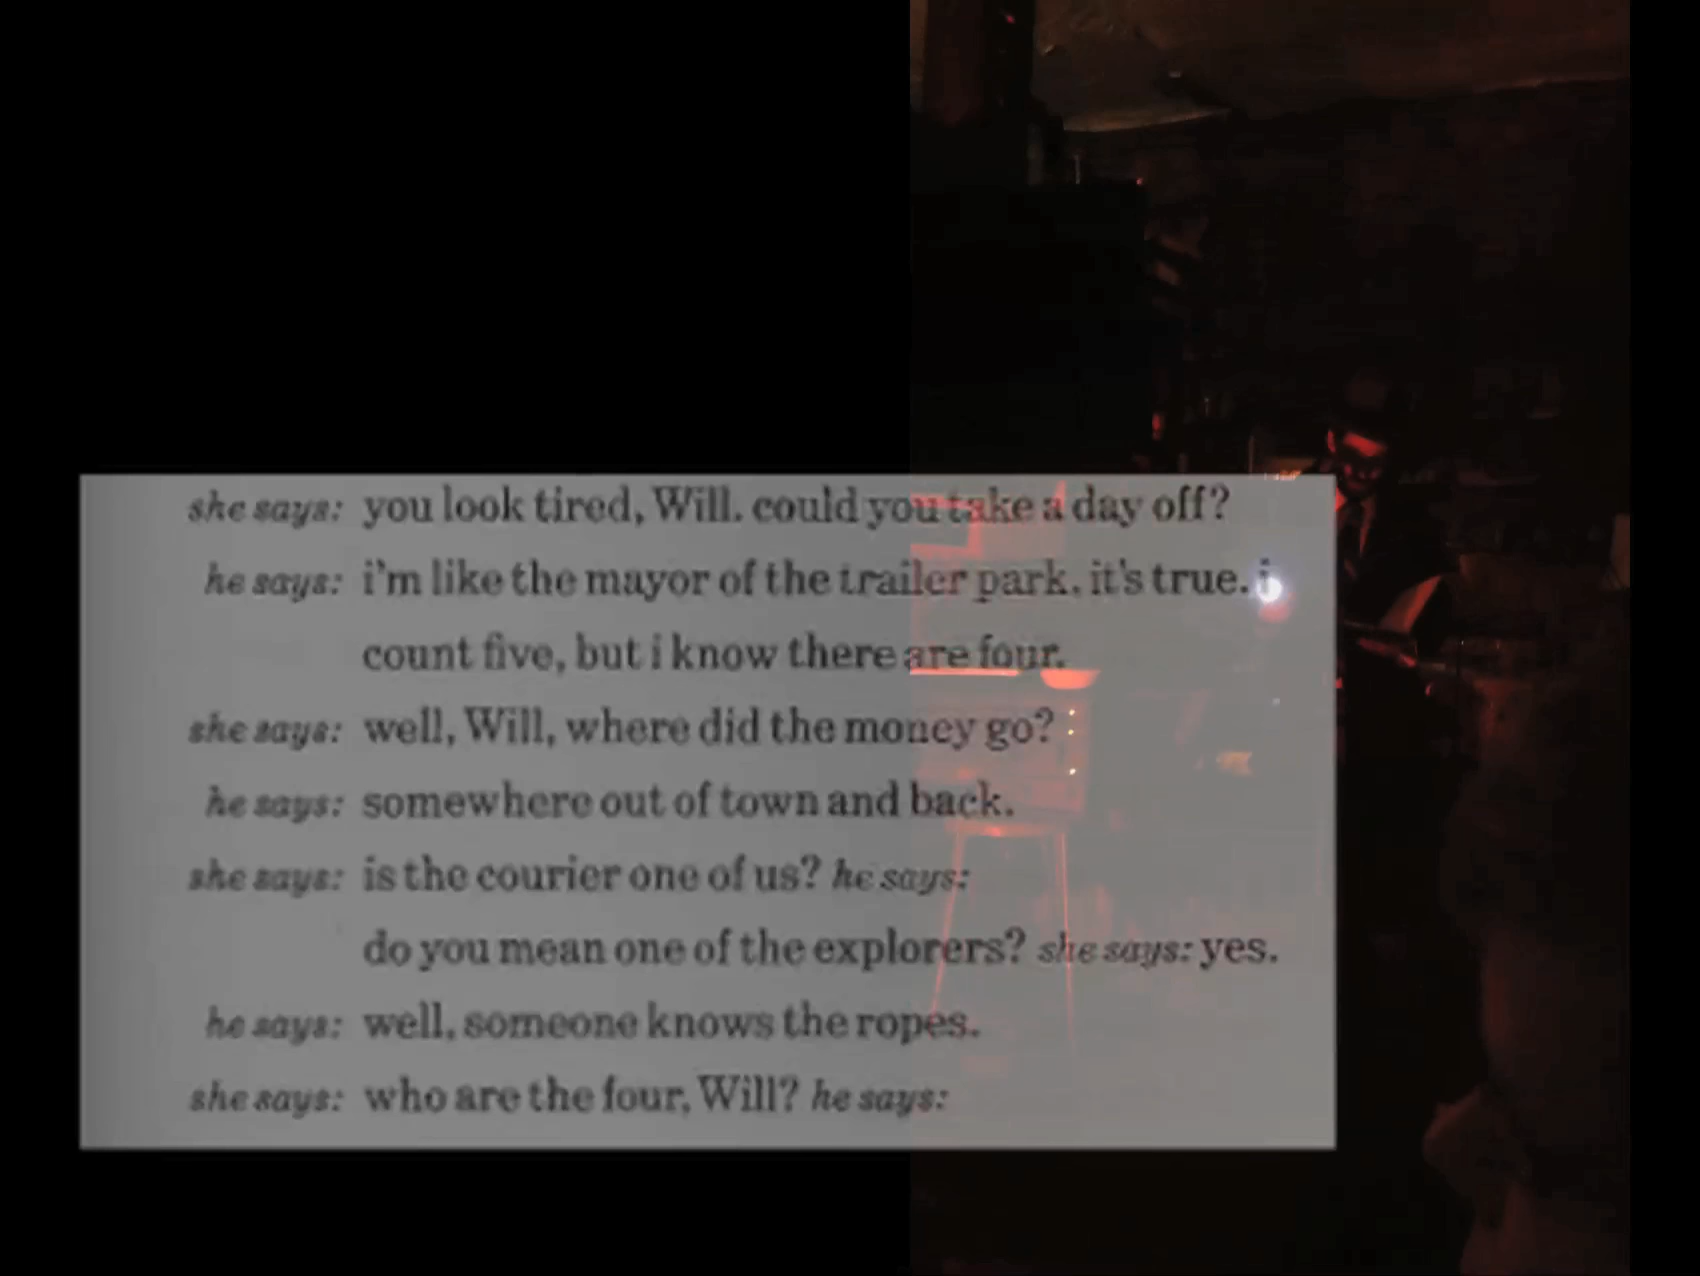 she says: you look tired, Will. could you take a day off?
he says: i'm like the mayor of the trailer park. it's true. i
count five, but i know there are four.
she says: well, Will, where did the money go?
he says: somewhere out of town and back.
she says: is the courier one of us? he says:
do you mean one of the explorers? she says: yes.
he says: well, someone knows the ropes.
she says: who are the four, Will? he says: